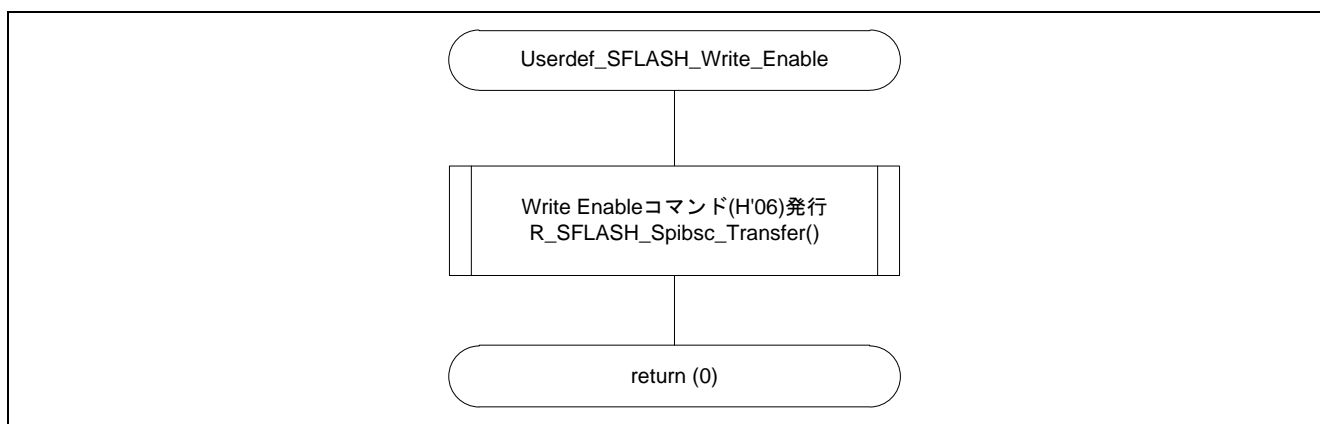 Userdef_SFLASH_Write_Enable
Write Enableコマンド(H'06)発行
R_SFLASH_Spibsc_Transfer()
return (0)